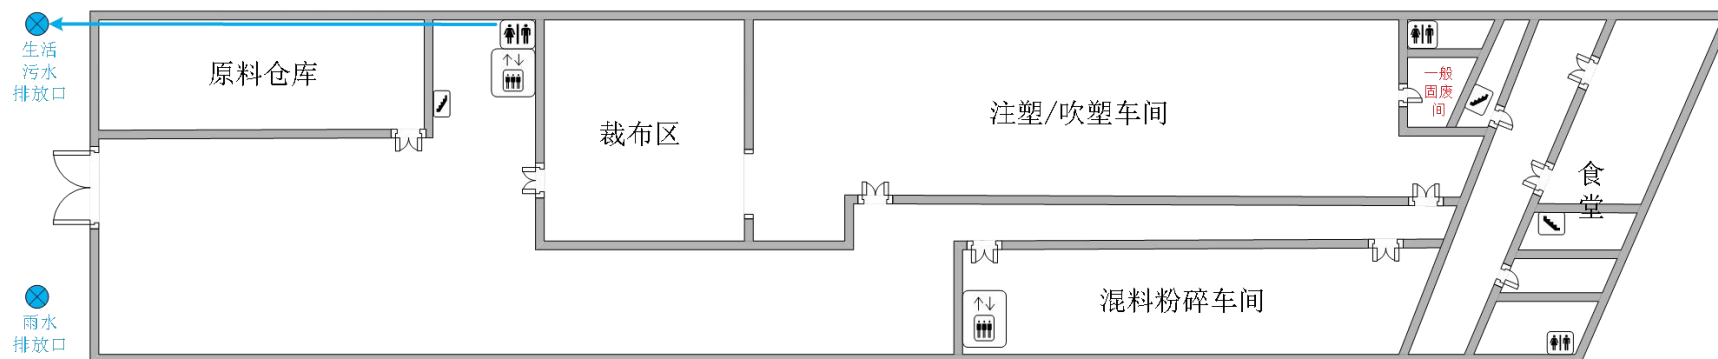 生活
污水
排放口
原料仓库
裁布区
注塑/吹塑车间
一般
固废
间
食
堂
混料粉碎车间
雨水
排放口